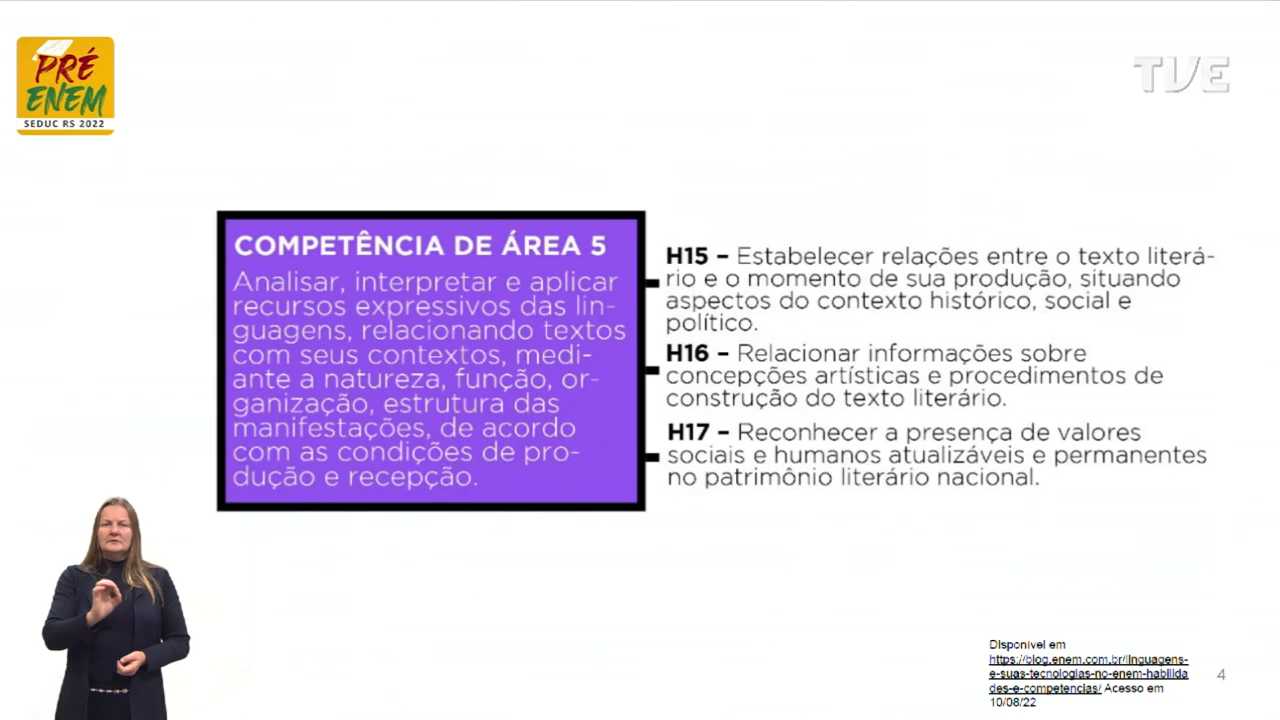 PRÉ
ENEM
SEDUC RS 2022
TVE
COMPETÊNCIA DE ÁREA 5
Analisar, interpretar e aplicar
recursos expressivos das lin-
guagens, relacionando textos
com seus contextos, medi-
ante a natureza, função, or-
ganização, estrutura das
manifestações, de acordo
com as condições de pro-
dução e recepção.
H15 – Estabelecer relações entre o texto literá-
rio e o momento de sua produção, situando
aspectos do contexto histórico, social e
político.
H16 – Relacionar informações sobre
concepções artísticas e procedimentos de
construção do texto literário.
H17 – Reconhecer a presença de valores
sociais e humanos atualizáveis e permanentes
no patrimônio literário nacional.
Disponível em
https://blog.enem.com.br/linguagens-
e-suas-tecnologias-no-enem-habilida
des-e-competencias/ Acesso em
10/08/22
4